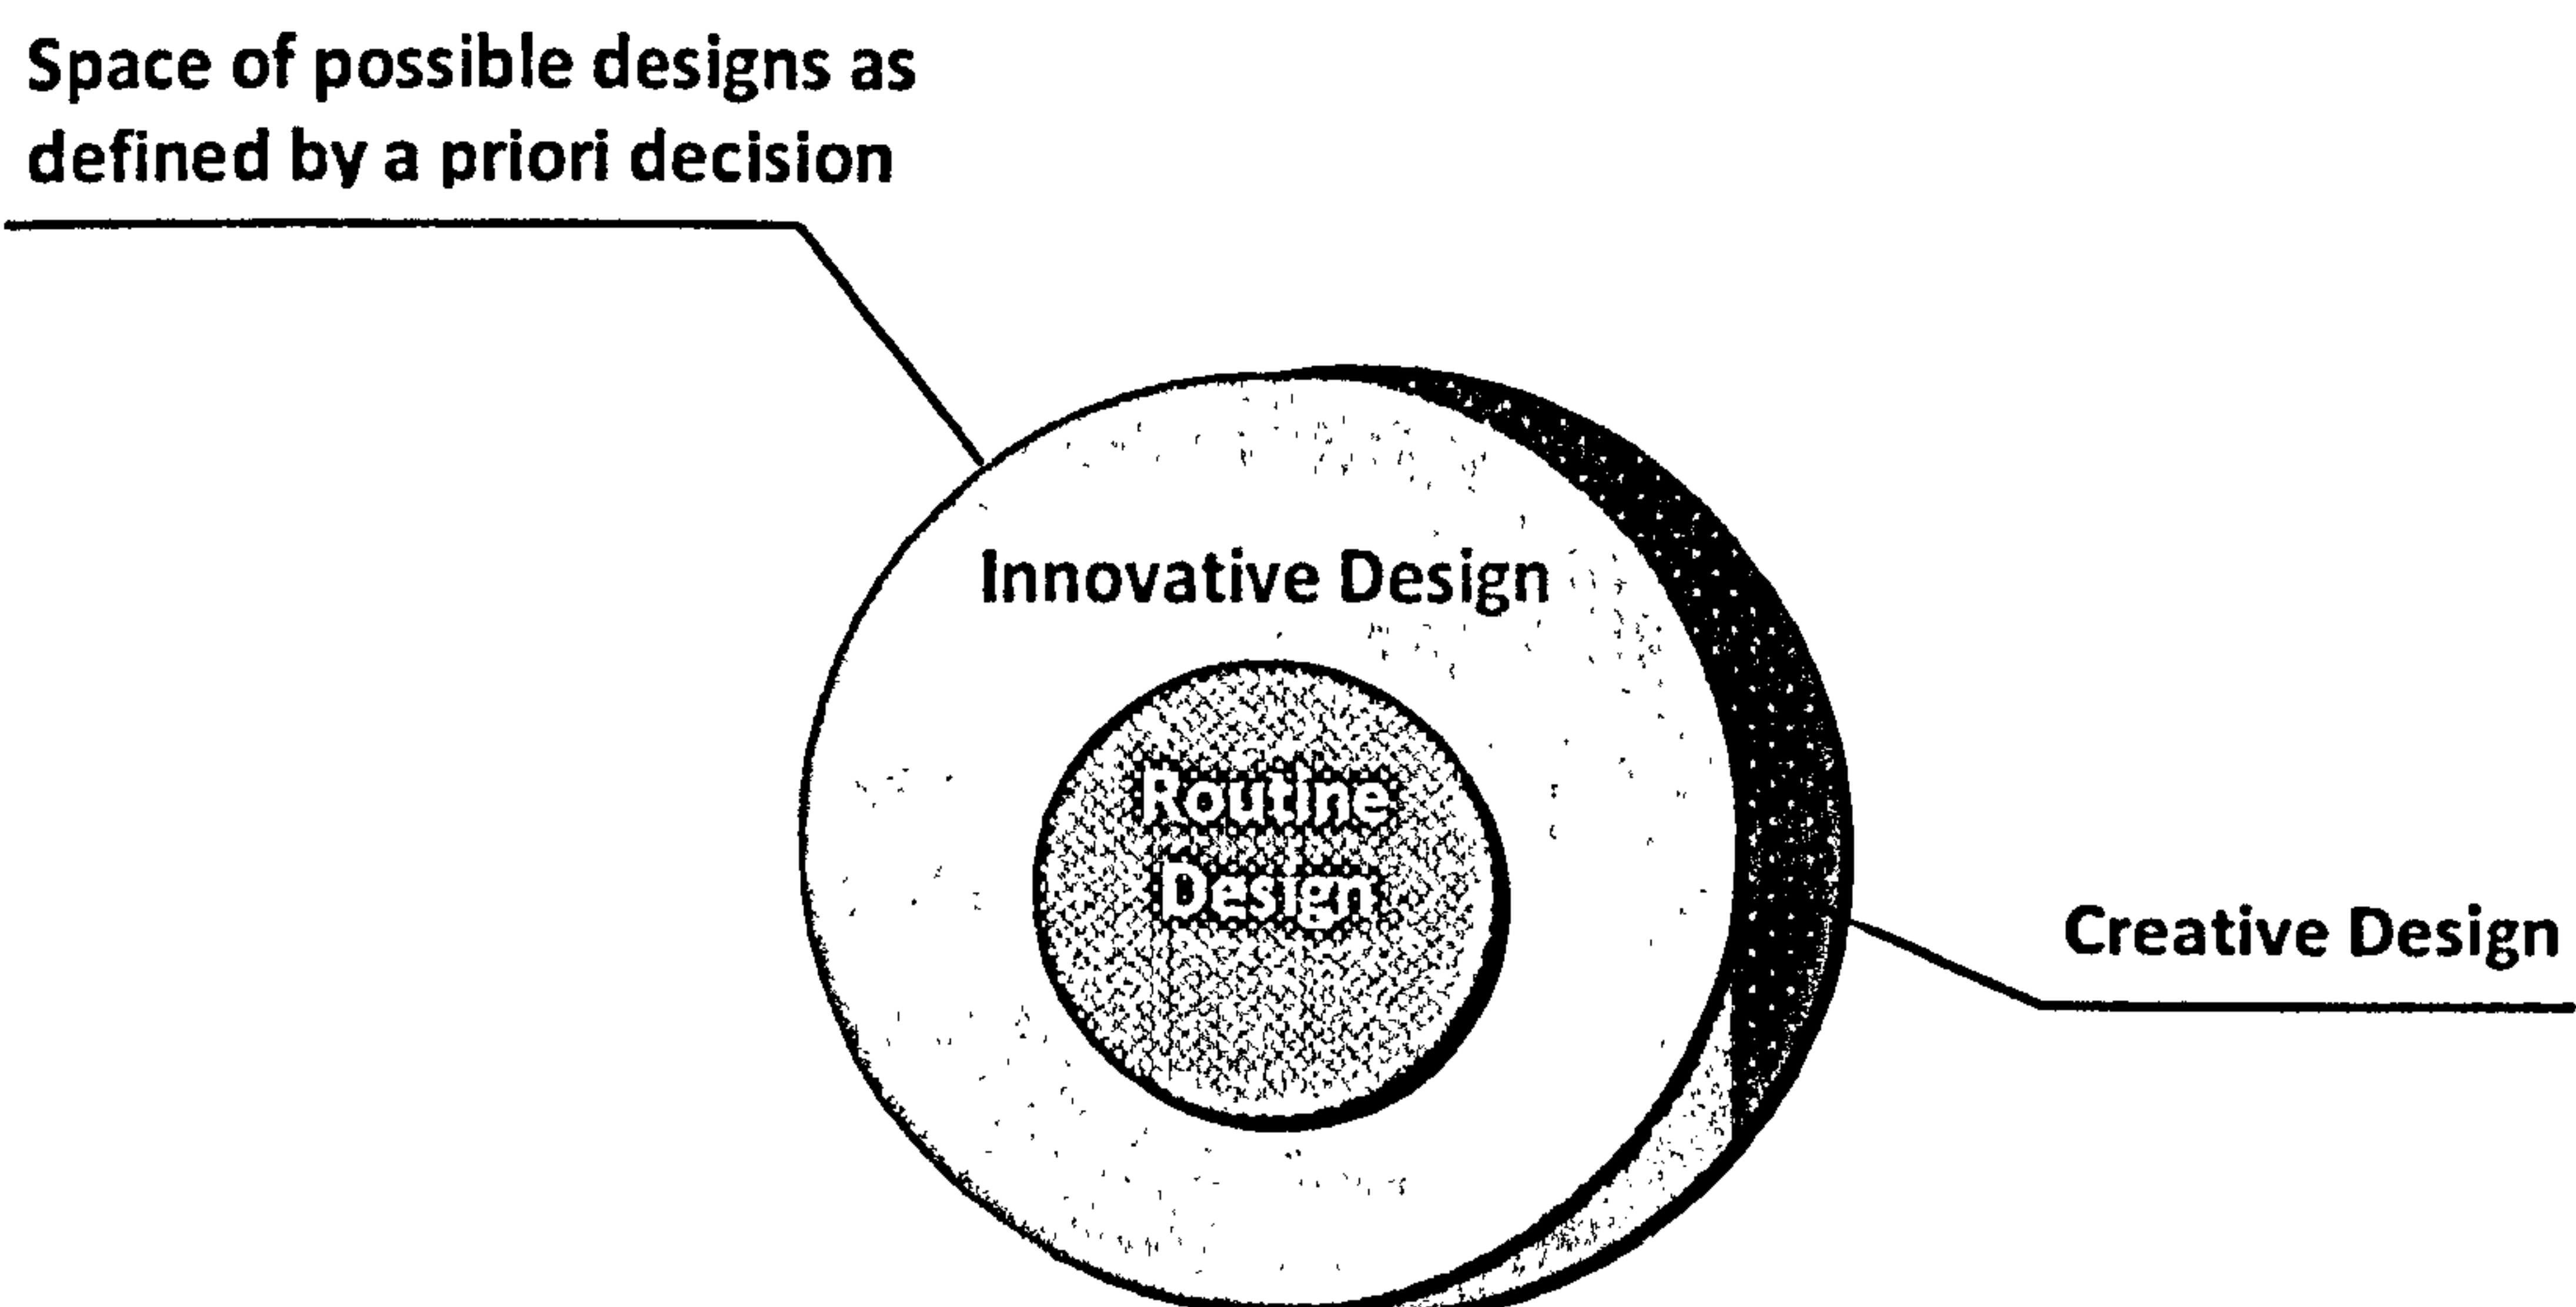 Space of possible designs as
defined by a priori decision
Innovative Design
Routine
Design
Creative Design